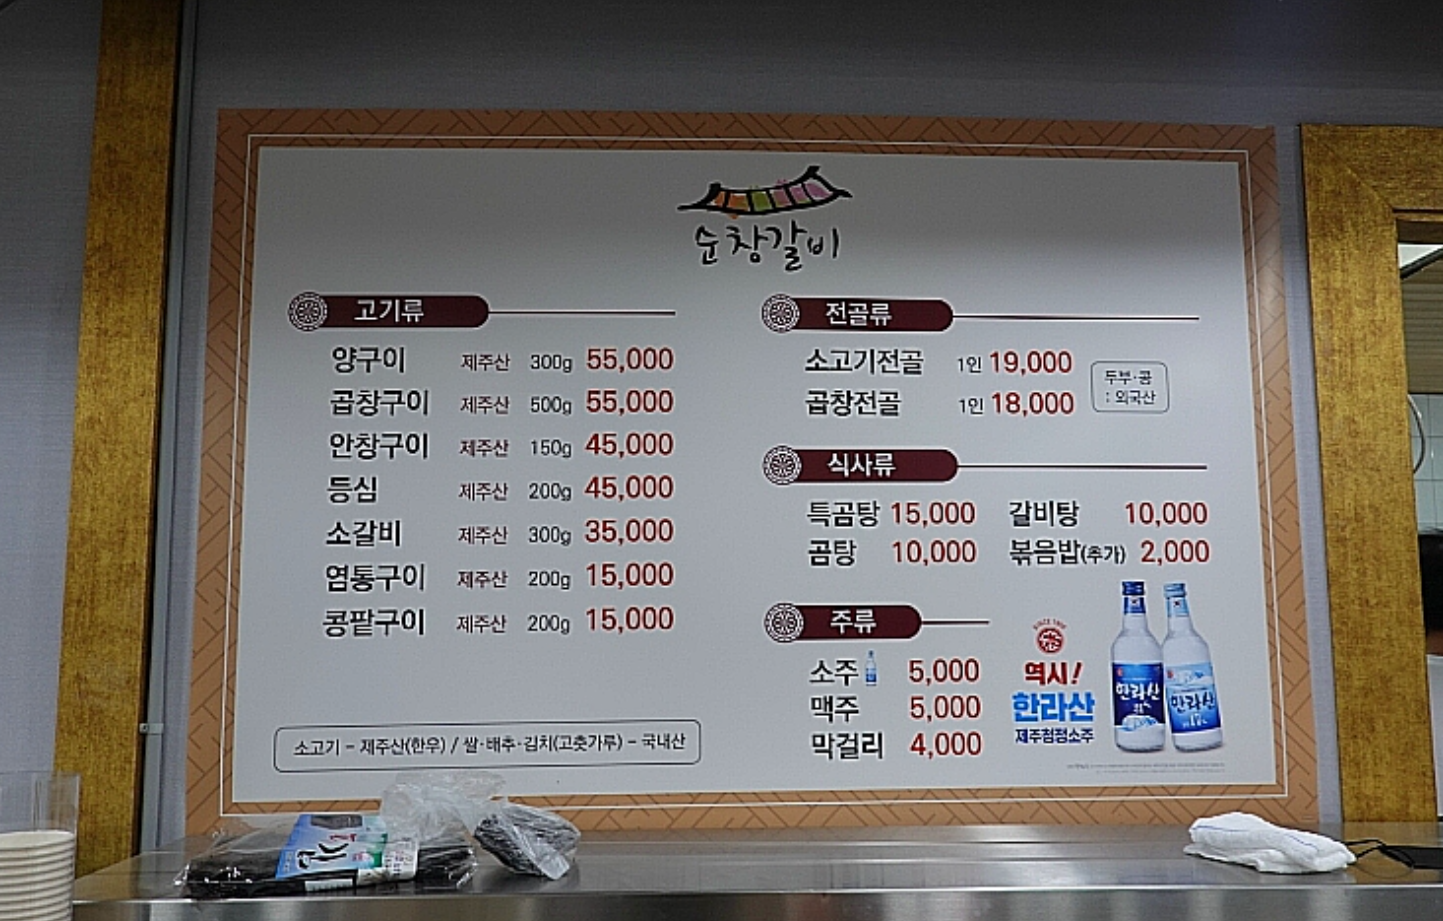 순창갈비
고기류
양구이 제주산 300g 55,000
곱창구이 제주산 500g 55,000
안창구이 제주산 150g 45,000
등심 제주산 200g 45,000
소갈비 제주산 300g 35,000
염통구이 제주산 200g 15,000
콩팥구이 제주산 200g 15,000
소고기 - 제주산(한우) / 쌀·배추·김치(고춧가루) - 국내산
전골류
소고기전골 1인 19,000
곱창전골 1인 18,000
두부·콩
: 외국산
식사류
특곰탕 15,000 갈비탕 10,000
곰탕 10,000 볶음밥(추가) 2,000
주류
소주 5,000
맥주 5,000
막걸리 4,000
SINCE 1950
역시!
한라산
제주청정소주
한라산
21
한라산
17